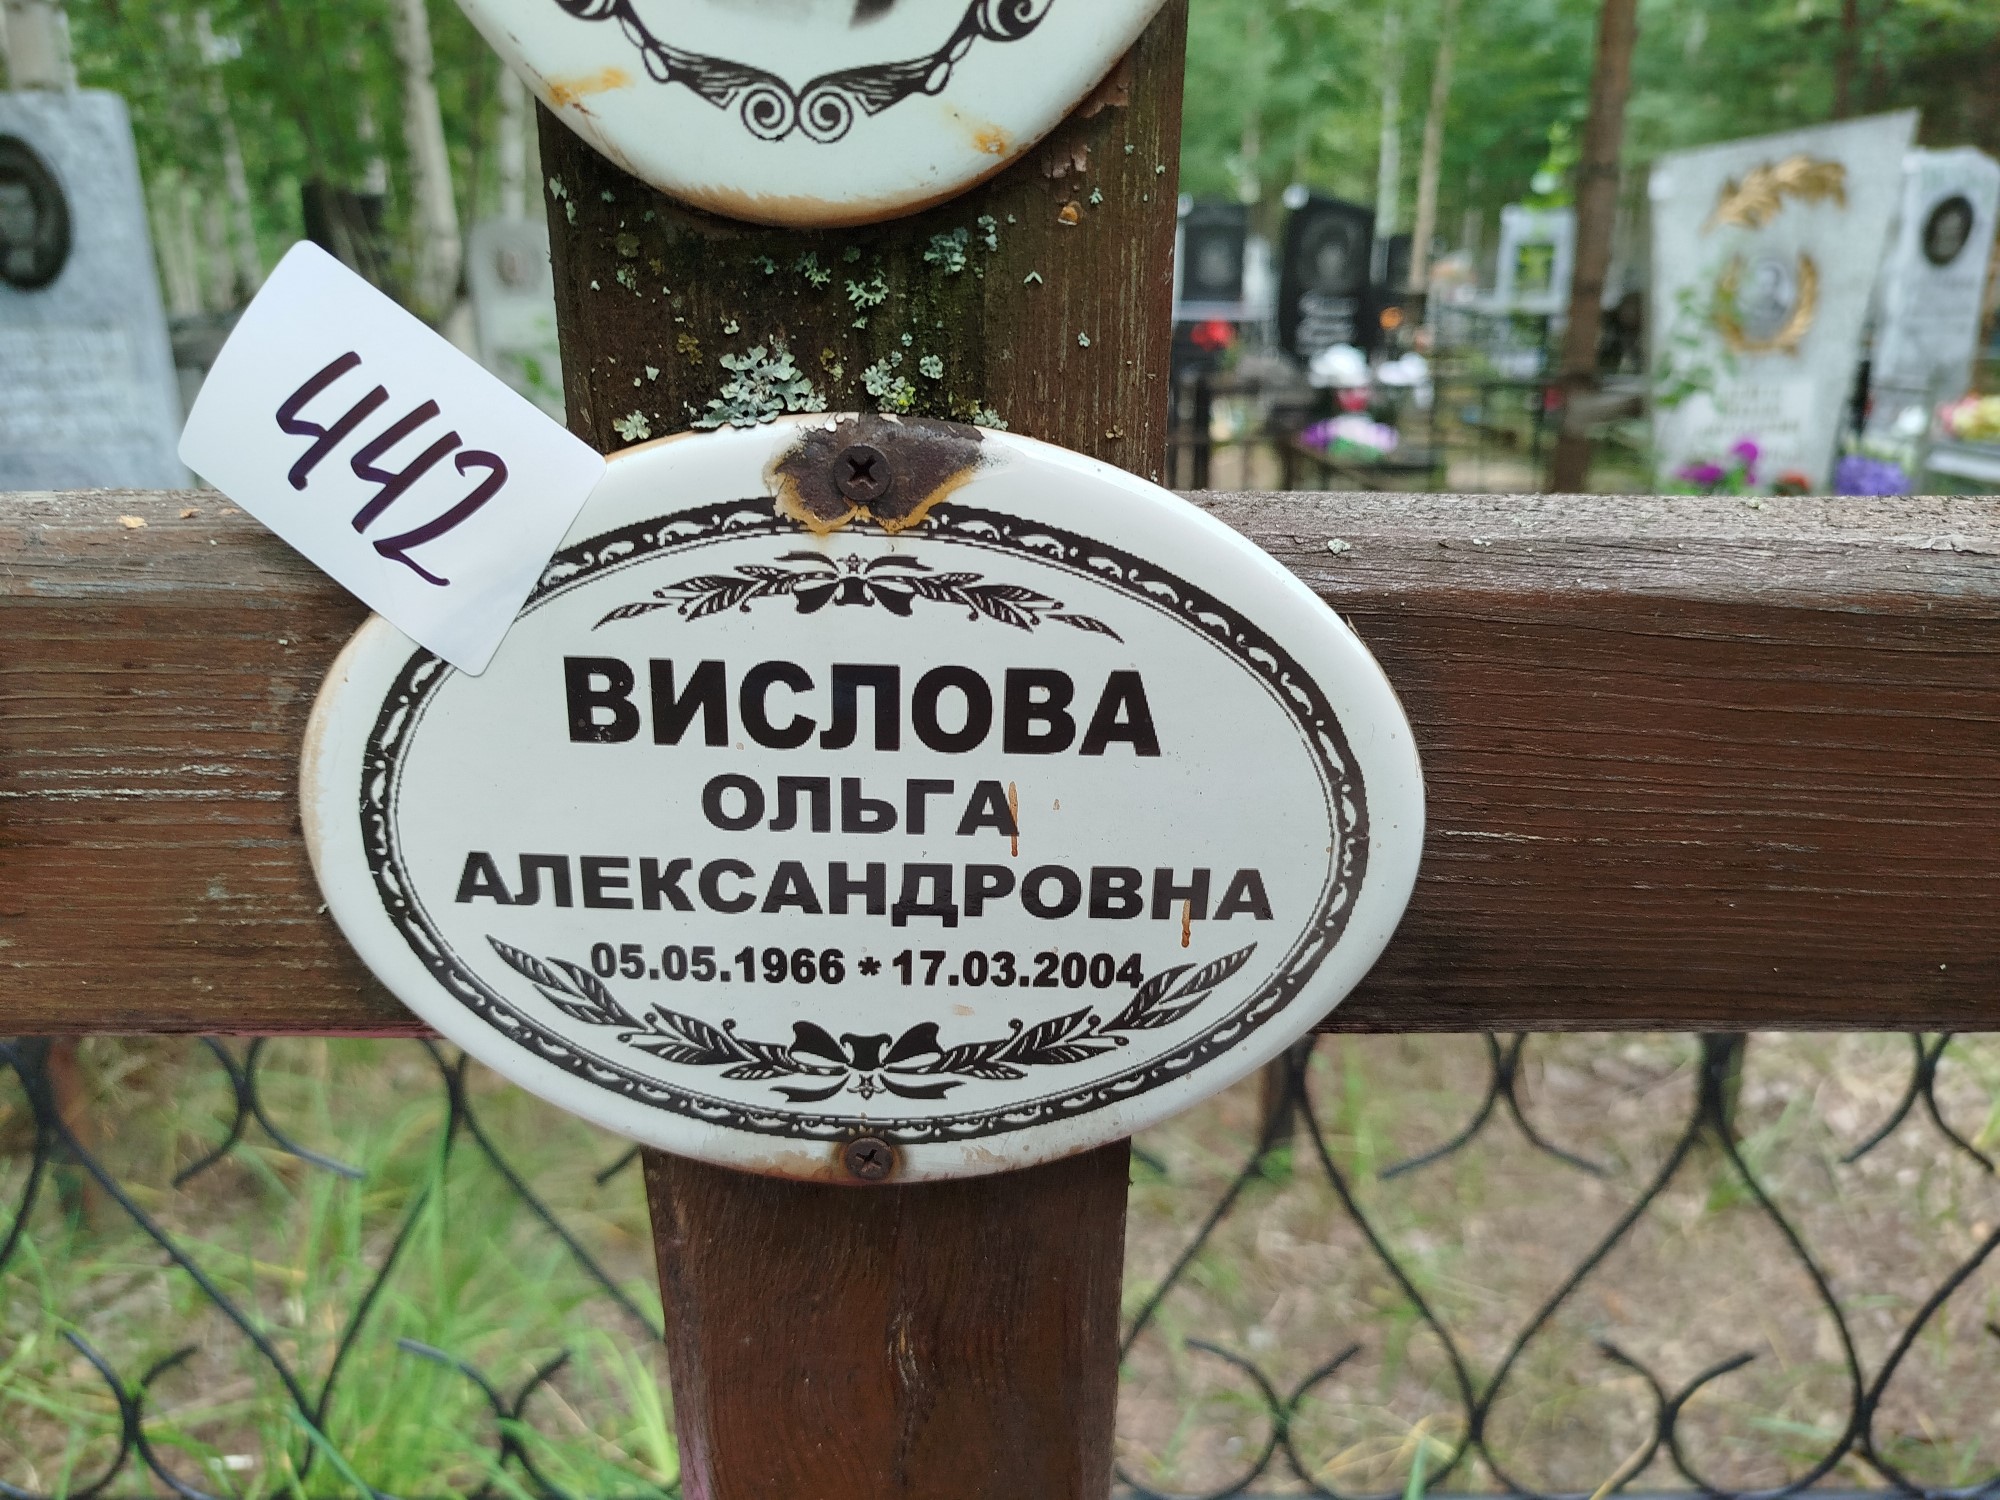 442
ВИСЛОВА
ОЛЬГА
АЛЕКСАНДРОВНА
05.05.1966 * 17.03.2004